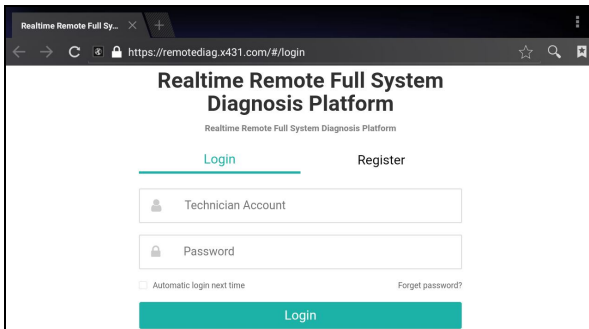 Realtime Remote Full Sy...
https://remotediag.x431.com/#/login
Realtime Remote Full System
Diagnosis Platform
Realtime Remote Full System Diagnosis Platform
Login Register
Technician Account
Password
Automatic login next time Forget password?
Login